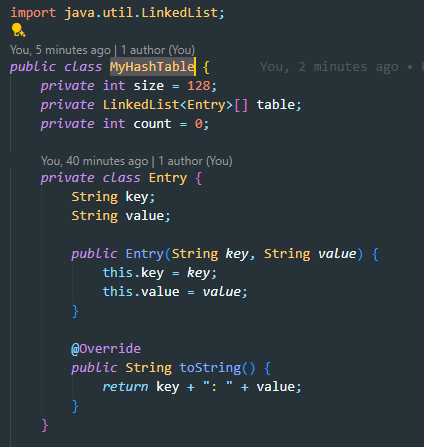 import java.util.LinkedList;
You, 5 minutes ago | 1 author (You)
public class MyHashTable { You, 2 minutes ago •
private int size = 128;
private LinkedList<Entry>[] table;
private int count = 0;
You, 40 minutes ago | 1 author (You)
private class Entry {
String key;
String value;
public Entry(String key, String value) {
this.key = key;
this.value = value;
}
@Override
public String toString() {
return key + ": " + value;
}
}